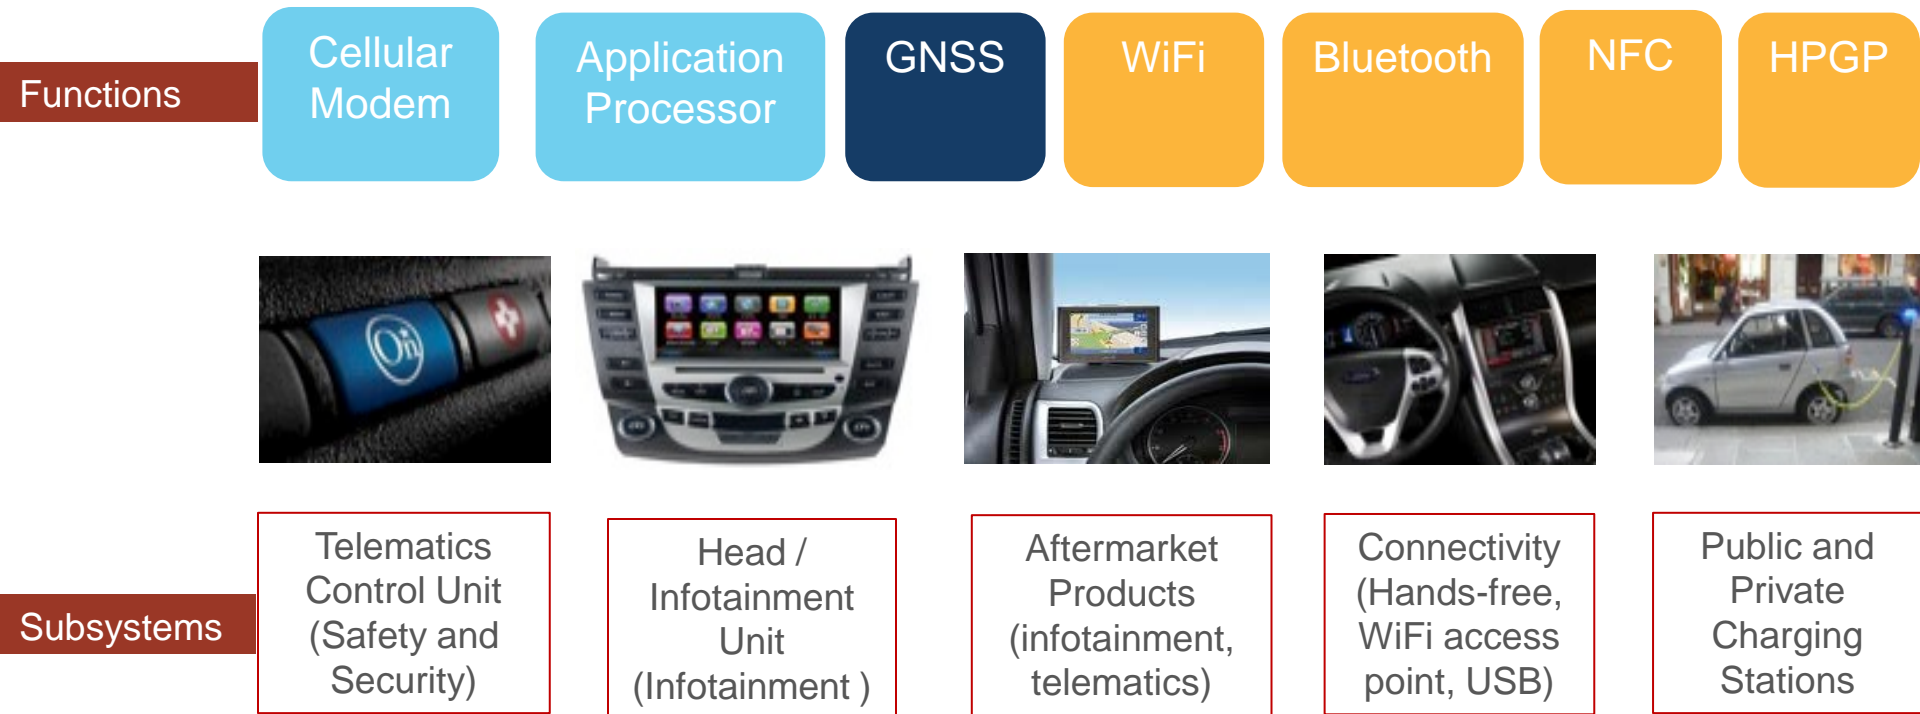 Functions
Cellular
Modem
Application
Processor
GNSS
WiFi
Bluetooth
NFC
HPGP
On
Subsystems
Telematics
Control Unit
(Safety and
Security)
Head /
Infotainment
Unit
(Infotainment )
Aftermarket
Products
(infotainment,
telematics)
Connectivity
(Hands-free,
WiFi access
point, USB)
Public and
Private
Charging
Stations